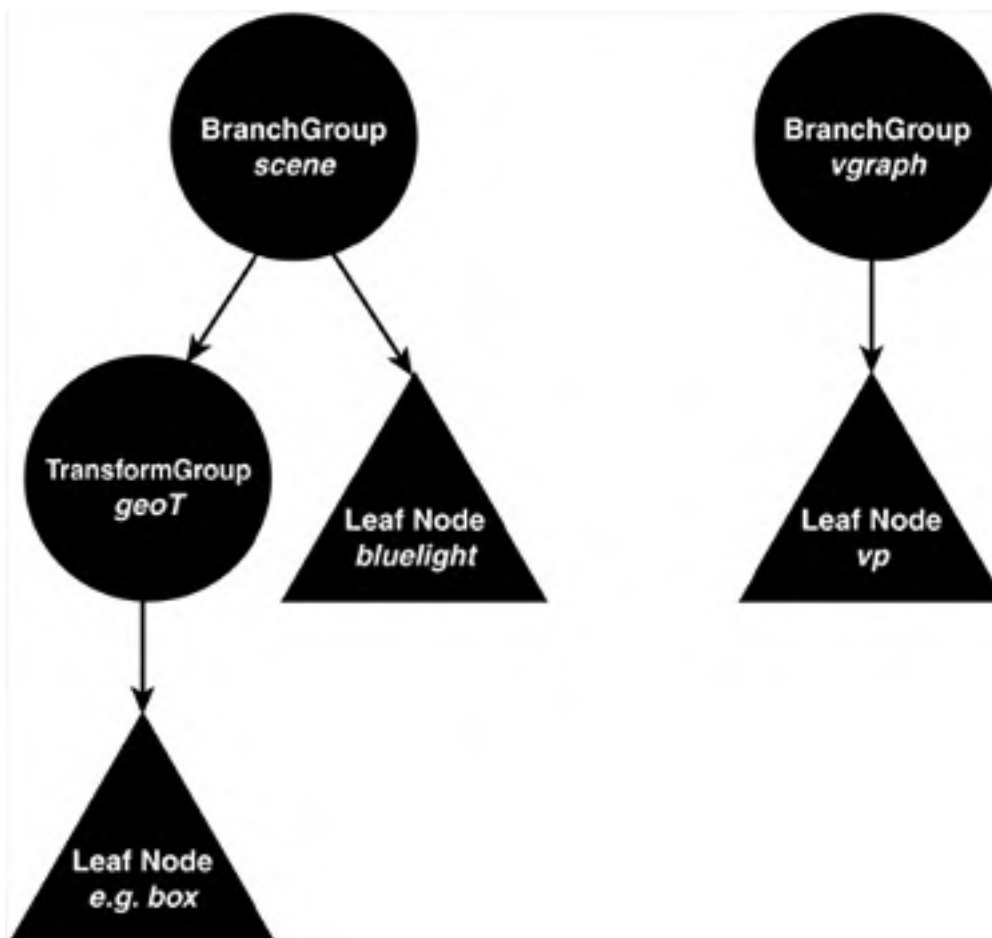 BranchGroup
scene
BranchGroup
vgraph
TransformGroup
geoT
Leaf Node
bluelight
Leaf Node
vp
Leaf Node
e.g. box